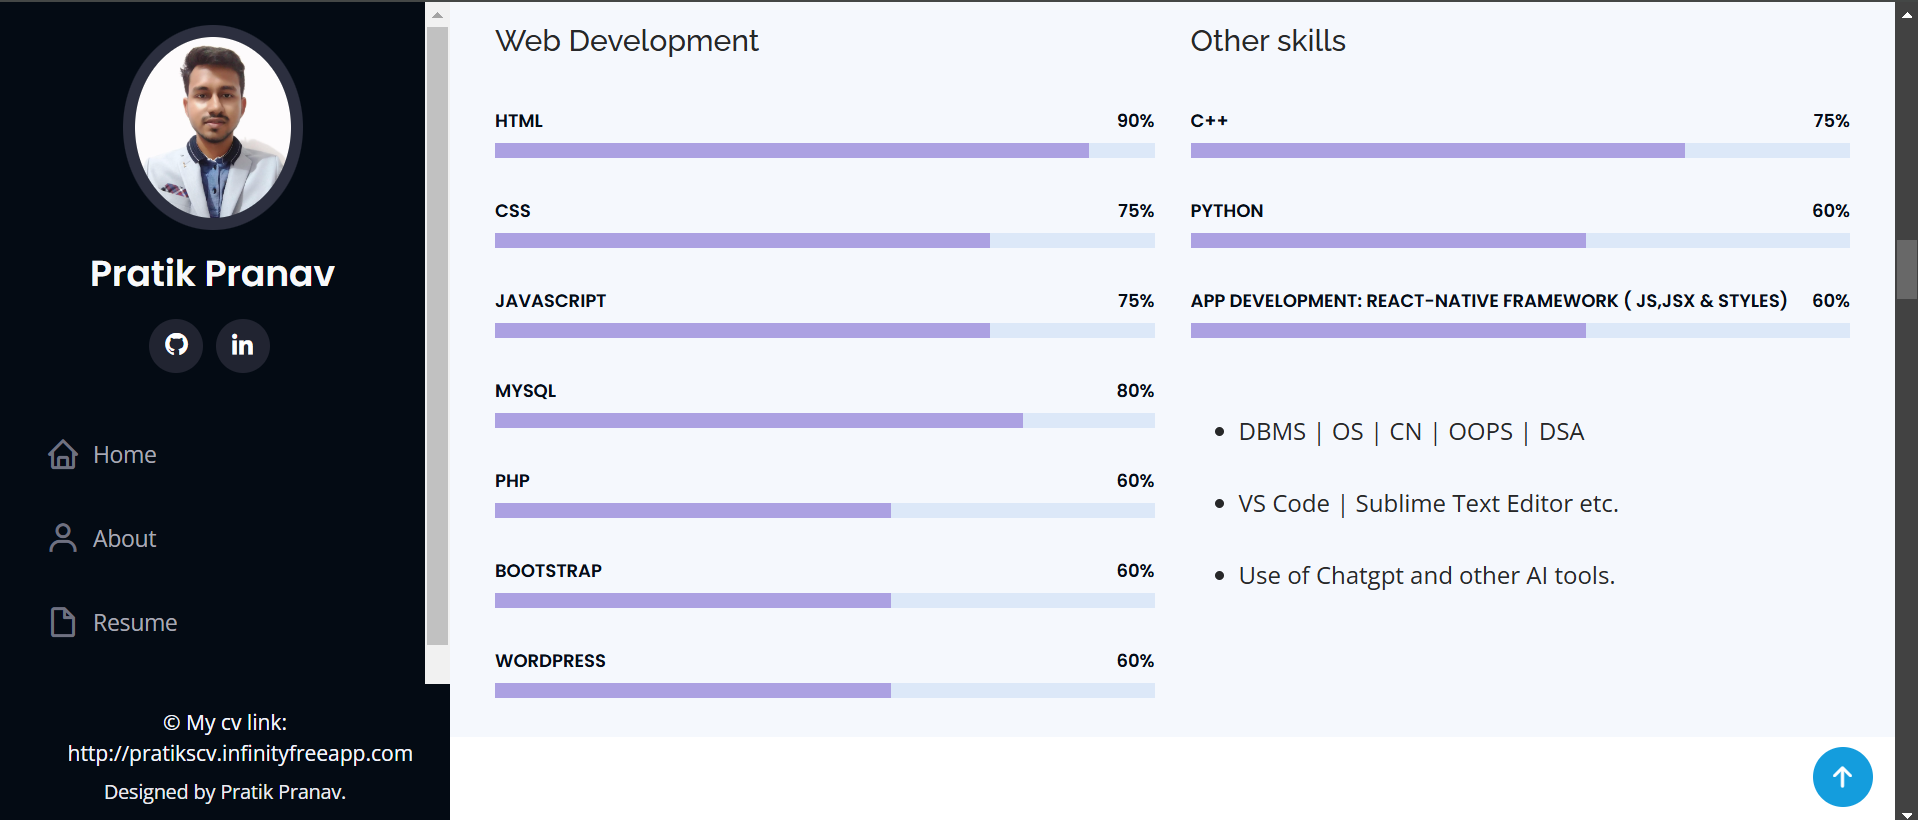 Pratik Pranav
in
Home
About
Resume
© My cv link:
http://pratikscv.infinityfreeapp.com
Designed by Pratik Pranav.
Web Development
HTML 90%
CSS 75%
JAVASCRIPT 75%
MYSQL 80%
PHP 60%
BOOTSTRAP 60%
WORDPRESS 60%
Other skills
C++ 75%
PYTHON 60%
APP DEVELOPMENT: REACT-NATIVE FRAMEWORK ( JS,JSX & STYLES) 60%
DBMS | OS | CN | OOPS | DSA
VS Code | Sublime Text Editor etc.
Use of Chatgpt and other AI tools.